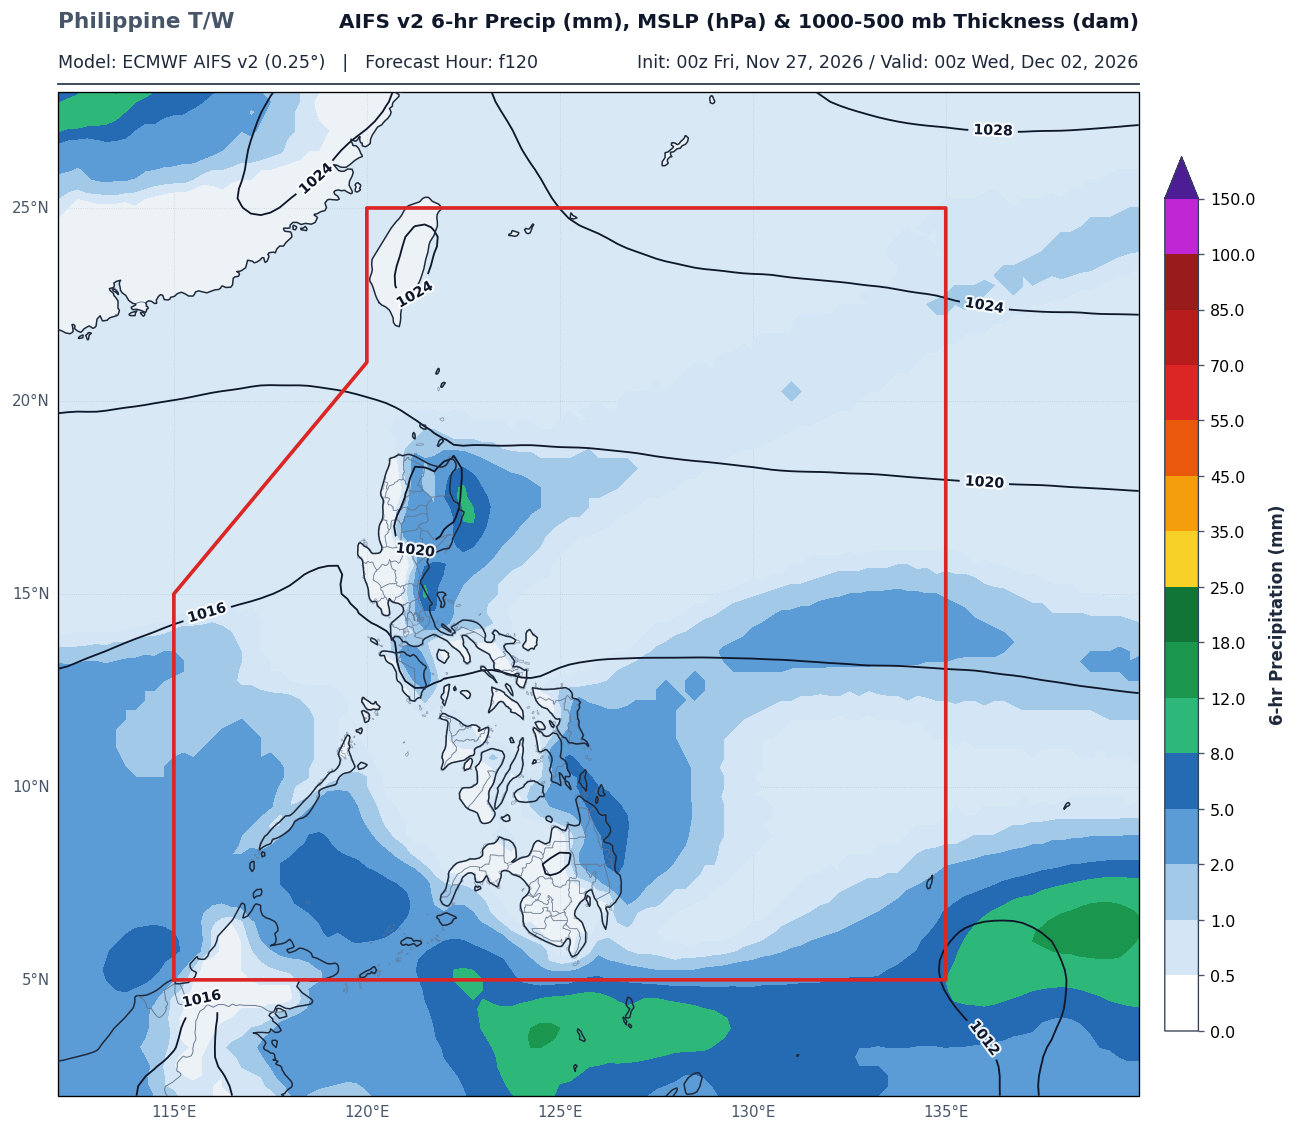 Philippine T/W
AIFS v2 6-hr Precip (mm), MSLP (hPa) & 1000-500 mb Thickness (dam)
Model: ECMWF AIFS v2 (0.25°) | Forecast Hour: f120
Init: 00z Fri, Nov 27, 2026 / Valid: 00z Wed, Dec 02, 2026
1028
1024
25°N
1024
1024
20°N
1020
1020
15°N
1016
10°N
5°N
1016
1012
115°E
120°E
125°E
130°E
135°E
150.0
100.0
85.0
70.0
55.0
45.0
35.0
25.0
18.0
12.0
8.0
5.0
2.0
1.0
0.5
0.0
6-hr Precipitation (mm)